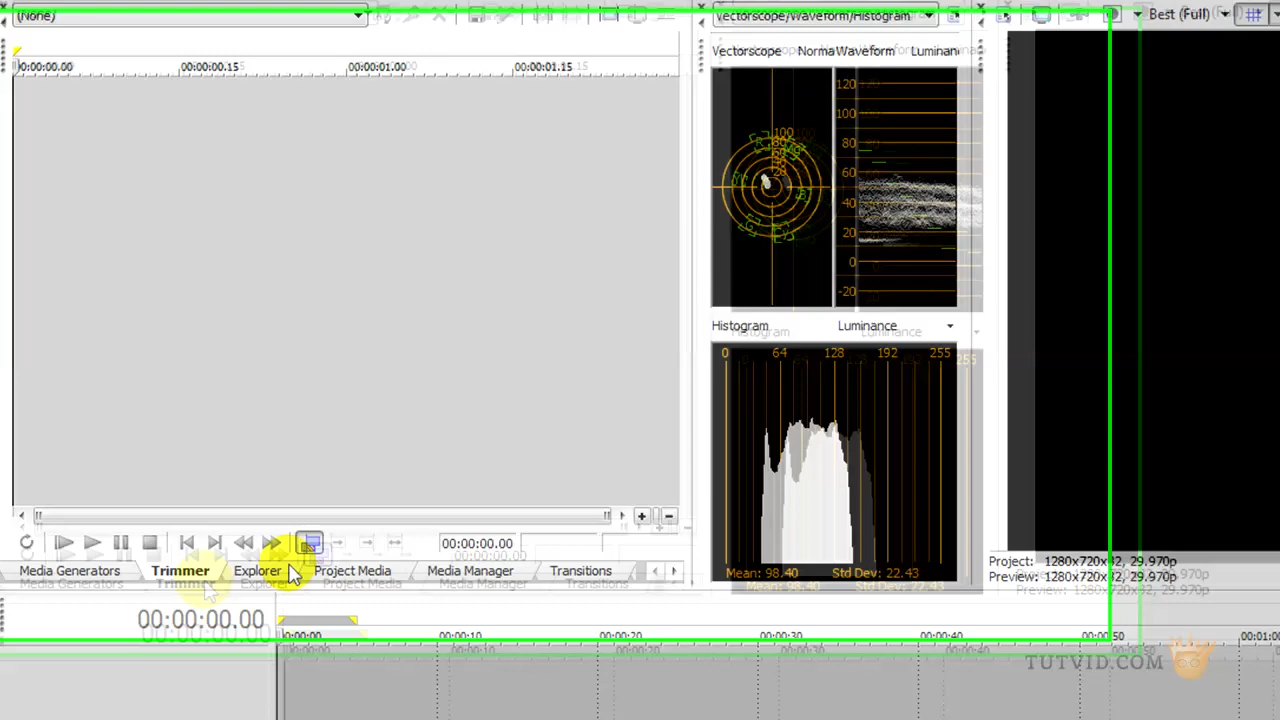 (None)
Vectorscope/Waveform/Histogram
Best (Full)
Vectorscope Norma Waveform Luminan
00:00:00.00 00:00:00.15 00:00:01.00 00:00:01.15
120
100
80
60
40
20
0
-20
100
80
R
Histogram Luminance
0 64 128 192 255
Mean: 98.40 Std Dev: 22.43
00:00:00.00
Media Generators Trimmer Explorer Project Media Media Manager Transitions
Project: 1280x720x32, 29.970p
Preview: 1280x720x32, 29.970p
00:00:00.00
00:00:00 00:00:10 00:00:20 00:00:30 00:00:40 00:00:50 00:01:0
TUTVID.COM